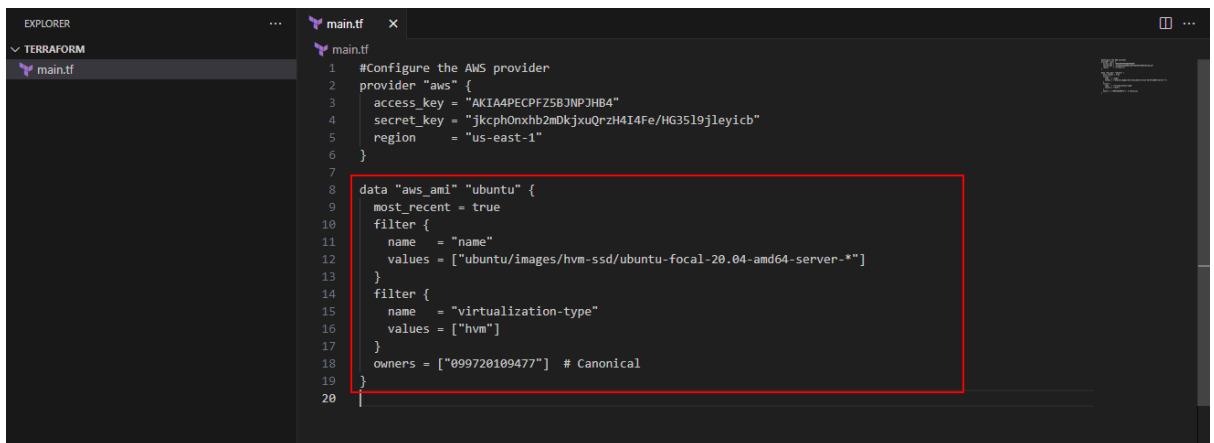 EXPLORER
...
main.tf
TERRAFORM
main.tf
main.tf
1 #Configure the AWS provider
2 provider "aws" {
3 access_key = "AKIA4PECPFZ5BJNPJHB4"
4 secret_key = "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"
5 region = "us-east-1"
6 }
7
8 data "aws_ami" "ubuntu" {
9 most_recent = true
10 filter {
11 name = "name"
12 values = ["ubuntu/images/hvm-ssd/ubuntu-focal-20.04-amd64-server-*"]
13 }
14 filter {
15 name = "virtualization-type"
16 values = ["hvm"]
17 }
18 owners = ["099720109477"] # Canonical
19 }
20